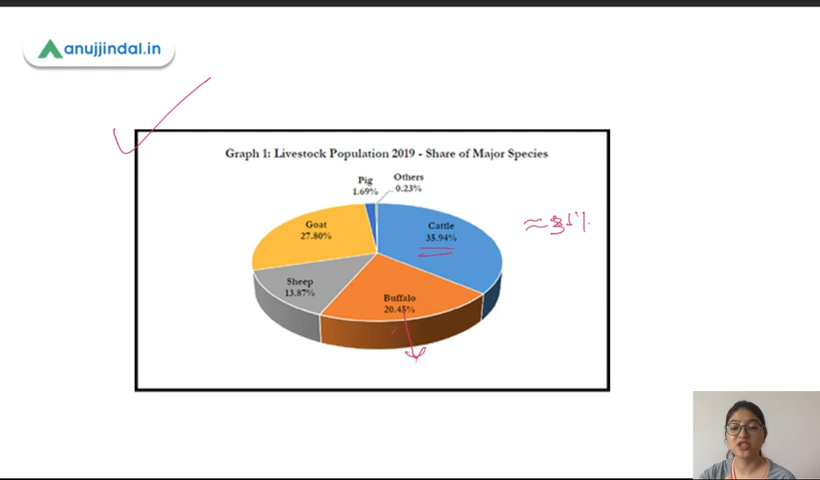 anujjindal.in
Graph 1: Livestock Population 2019 - Share of Major Species
Pig
1.69%
Others
0.23%
Goat
27.80%
Cattle
35.94%
Sheep
13.87%
Buffalo
20.45%